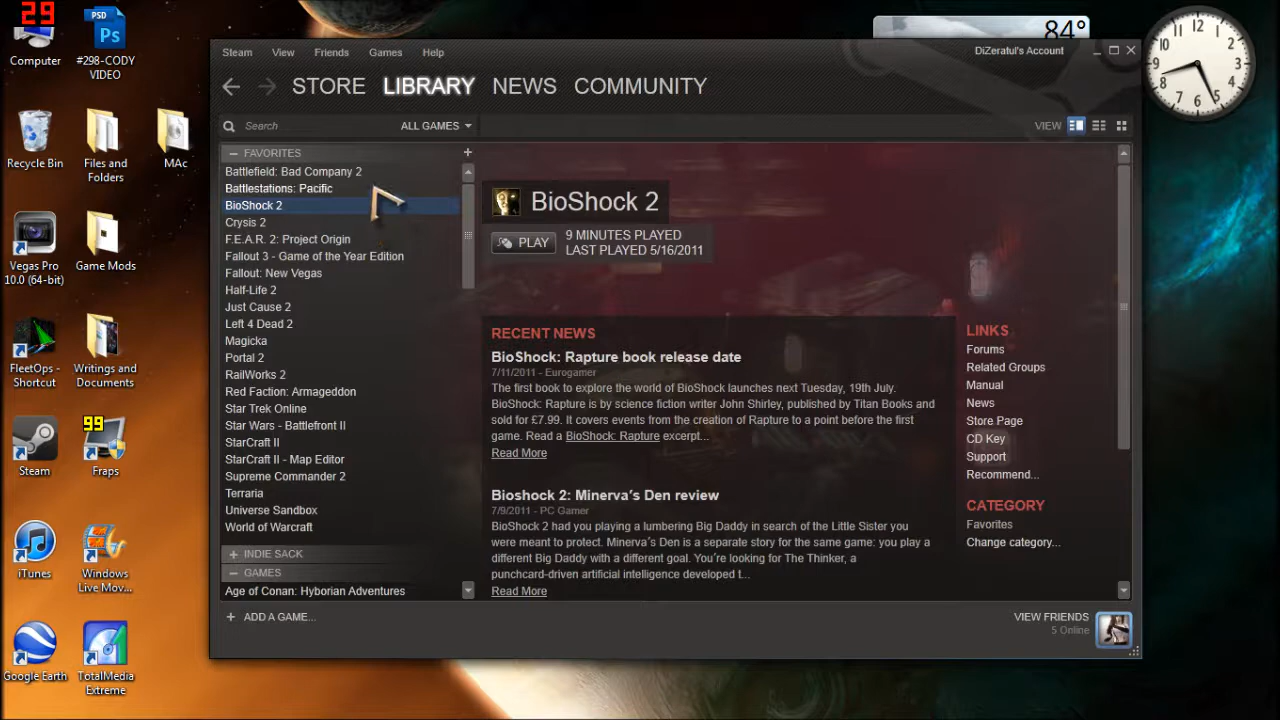 29
Computer
PSD
Ps
#298-CODY
VIDEO
Recycle Bin
Files and
Folders
MAc
Vegas Pro
10.0 (64-bit)
Game Mods
FleetOps -
Shortcut
Writings and
Documents
Steam
99
Fraps
iTunes
Windows
Live Mov...
Google Earth
TotalMedia
Extreme
84°
12
1
2
3
4
5
6
7
8
9
10
11
Steam View Friends Games Help
DiZeratul's Account
STORE LIBRARY NEWS COMMUNITY
Search ALL GAMES
VIEW
FAVORITES
Battlefield: Bad Company 2
Battlestations: Pacific
BioShock 2
Crysis 2
F.E.A.R. 2: Project Origin
Fallout 3 - Game of the Year Edition
Fallout: New Vegas
Half-Life 2
Just Cause 2
Left 4 Dead 2
Magicka
Portal 2
RailWorks 2
Red Faction: Armageddon
Star Trek Online
Star Wars - Battlefront II
StarCraft II
StarCraft II - Map Editor
Supreme Commander 2
Terraria
Universe Sandbox
World of Warcraft
INDIE SACK
GAMES
Age of Conan: Hyborian Adventures
+ ADD A GAME...
BioShock 2
PLAY
9 MINUTES PLAYED
LAST PLAYED 5/16/2011
RECENT NEWS
BioShock: Rapture book release date
7/11/2011 - Eurogamer
The first book to explore the world of BioShock launches next Tuesday, 19th July.
BioShock: Rapture is by science fiction writer John Shirley, published by Titan Books and
sold for £7.99. It covers events from the creation of Rapture to a point before the first
game. Read a BioShock: Rapture excerpt...
Read More
Bioshock 2: Minerva's Den review
7/9/2011 - PC Gamer
BioShock 2 had you playing a lumbering Big Daddy in search of the Little Sister you
were meant to protect. Minerva's Den is a separate story for the same game: you play a
different Big Daddy with a different goal. You're looking for The Thinker, a
punchcard-driven artificial intelligence developed t...
Read More
LINKS
Forums
Related Groups
Manual
News
Store Page
CD Key
Support
Recommend...
CATEGORY
Favorites
Change category...
VIEW FRIENDS
5 Online